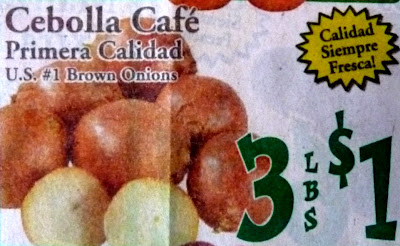 Cebolla Café
Primera Calidad
U.S. #1 Brown Onions
Calidad
Siempre
Fresca!
3 LBS $1